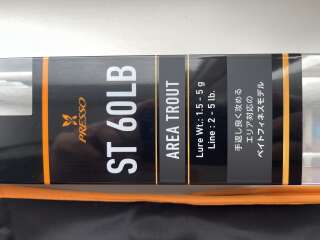 PRESSO
ST 60LB
AREA TROUT
Lure Wt.: 1.5 - 5 g
Line : 2 - 5 lb.
手返し良く攻める
エリア対応の
ベイトフィネスモデル